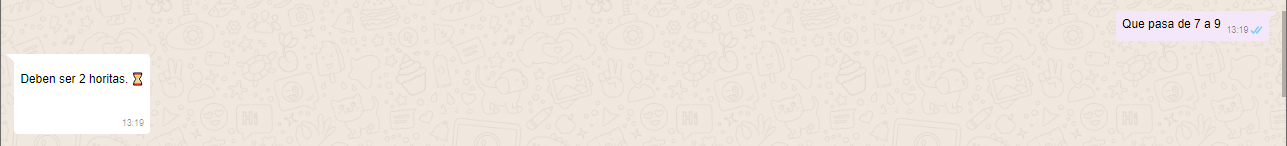 Que pasa de 7 a 9
13:19
Deben ser 2 horitas. ⏳
13:19